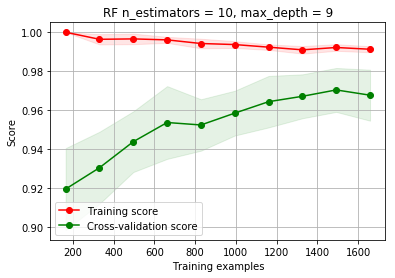 RF n_estimators = 10, max_depth = 9
1.00
0.98
0.96
0.94
0.92
0.90
Score
Training score
Cross-validation score
200 400 600 800 1000 1200 1400 1600
Training examples